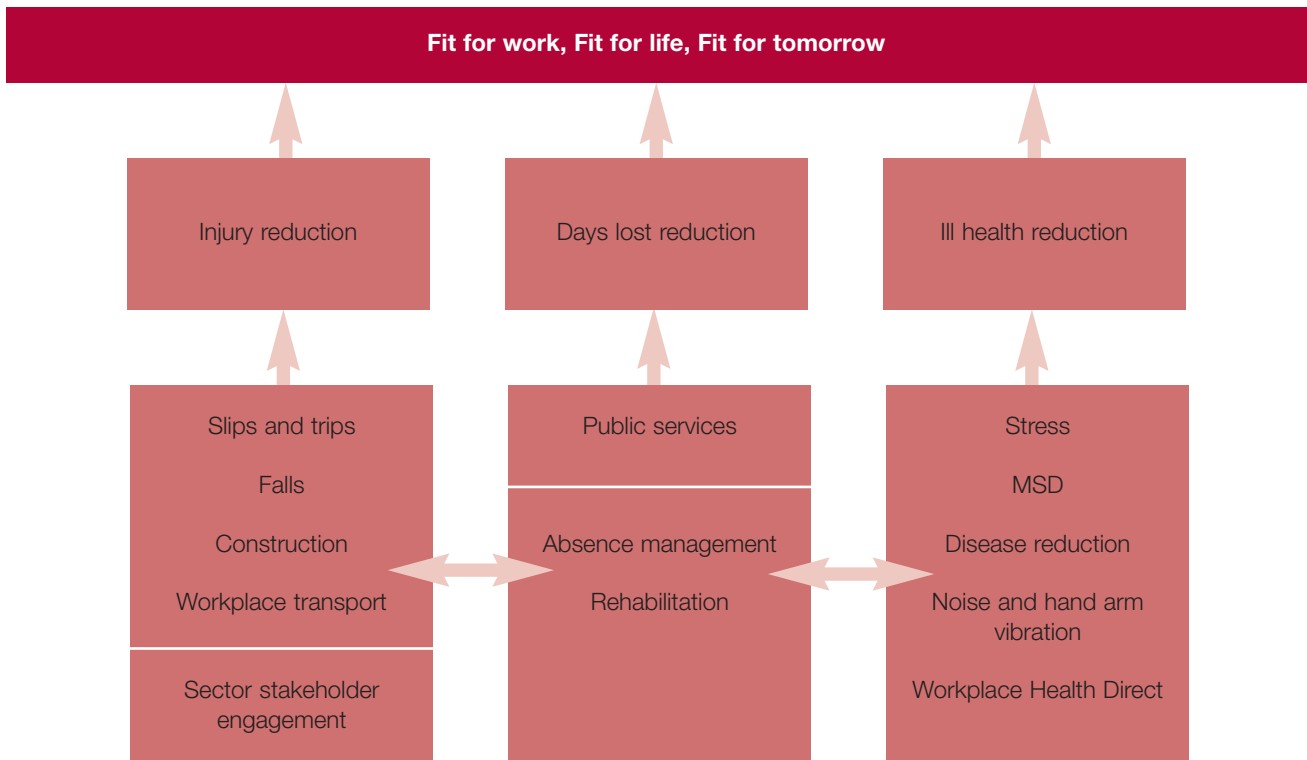 Fit for work, Fit for life, Fit for tomorrow
Injury reduction
Days lost reduction
Ill health reduction
Slips and trips
Falls
Construction
Workplace transport
Sector stakeholder
engagement
Public services
Absence management
Rehabilitation
Stress
MSD
Disease reduction
Noise and hand arm
vibration
Workplace Health Direct